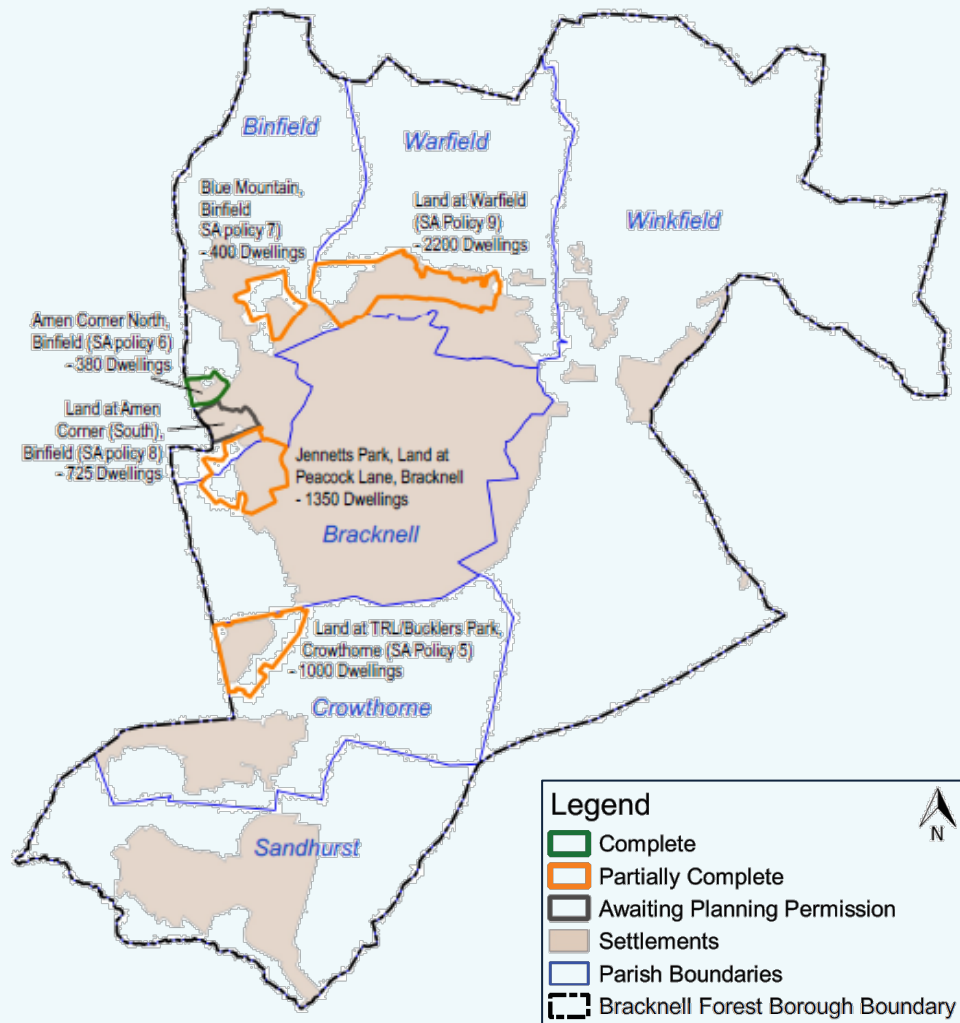 Binfield
Warfield
Winkfield
Blue Mountain,
Binfield
SA policy 7)
- 400 Dwellings
Land at Warfield
(SA Policy 9)
- 2200 Dwellings
Amen Corner North,
Binfield (SA policy 6)
- 380 Dwellings
Land at Amen
Corner (South),
Binfield (SA policy 8)
- 725 Dwellings
Jennetts Park, Land at
Peacock Lane, Bracknell
- 1350 Dwellings
Bracknell
Land at TRL/Bucklers Park,
Crowthorne (SA Policy 5)
- 1000 Dwellings
Crowthorne
Sandhurst
Legend
N
Complete
Partially Complete
Awaiting Planning Permission
Settlements
Parish Boundaries
Bracknell Forest Borough Boundary